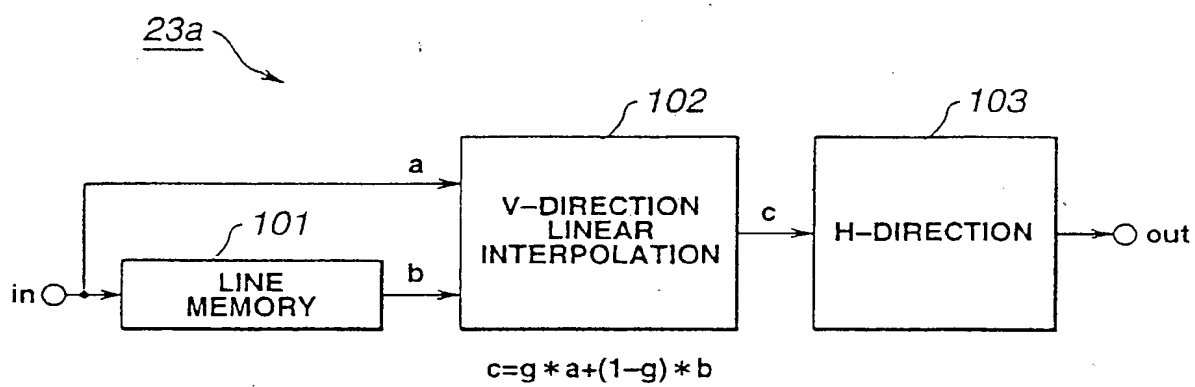 23a
102
103
a
V-DIRECTION
LINEAR
INTERPOLATION
c
H-DIRECTION
out
101
in
LINE
MEMORY
b
c=g*a+(1-g)*b